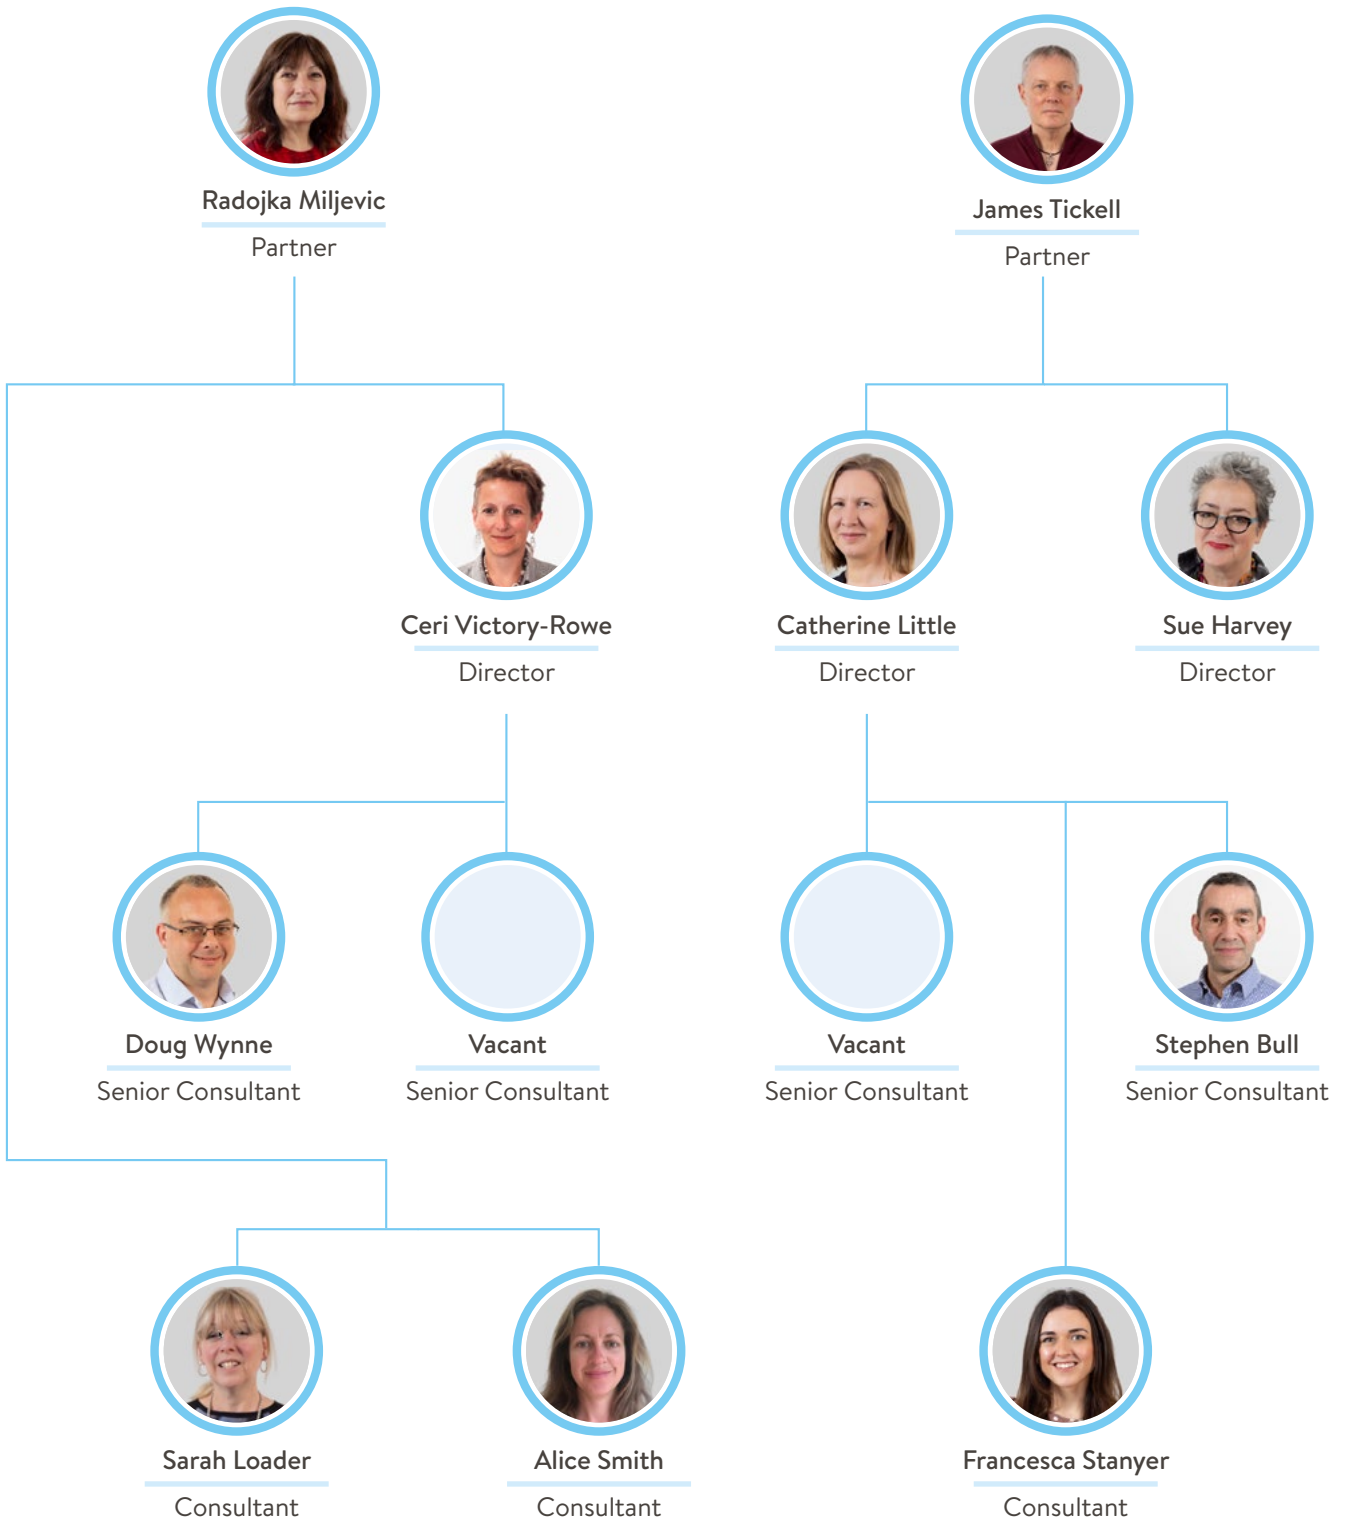 Radojka Miljevic
Partner
James Tickell
Partner
Ceri Victory-Rowe
Director
Catherine Little
Director
Sue Harvey
Director
Doug Wynne
Senior Consultant
Vacant
Senior Consultant
Vacant
Senior Consultant
Stephen Bull
Senior Consultant
Sarah Loader
Consultant
Alice Smith
Consultant
Francesca Stanyer
Consultant